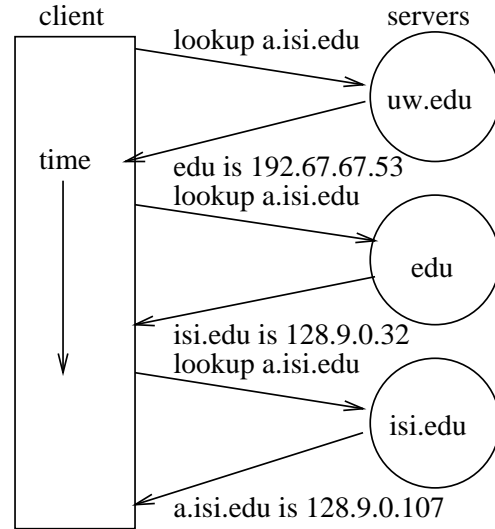 client
servers
lookup a.isi.edu
uw.edu
time
edu is 192.67.67.53
lookup a.isi.edu
edu
isi.edu is 128.9.0.32
lookup a.isi.edu
isi.edu
a.isi.edu is 128.9.0.107